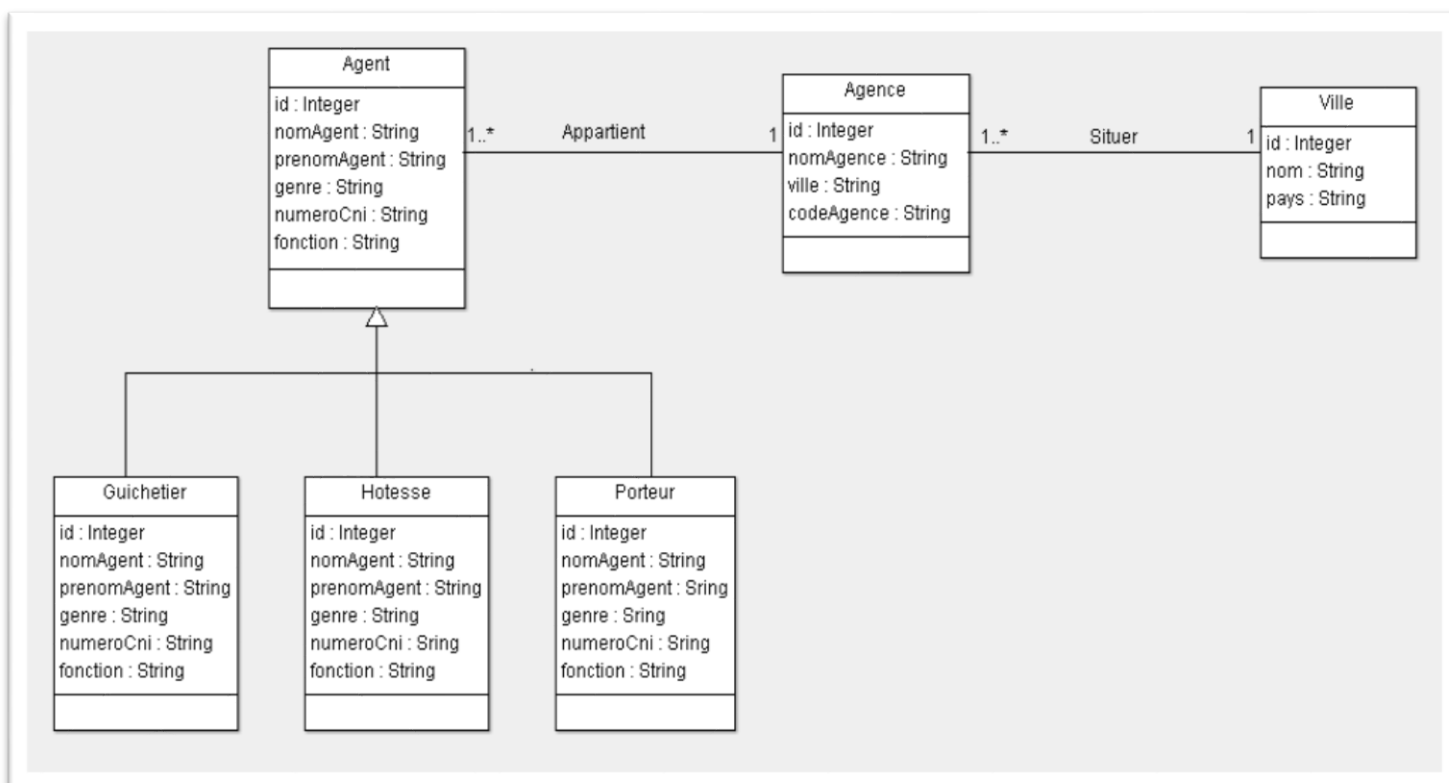 Agent
id : Integer
nomAgent : String
prenomAgent : String
genre : String
numeroCni : String
fonction : String
1..* Appartient 1
Agence
id : Integer
nomAgence : String
ville : String
codeAgence : String
1..* Situer 1
Ville
id : Integer
nom : String
pays : String
Guichetier
id : Integer
nomAgent : String
prenomAgent : String
genre : String
numeroCni : String
fonction : String
Hotesse
id : Integer
nomAgent : String
prenomAgent : String
genre : String
numeroCni : Sring
fonction : String
Porteur
id : Integer
nomAgent : String
prenomAgent : Sring
genre : Sring
numeroCni : Sring
fonction : String